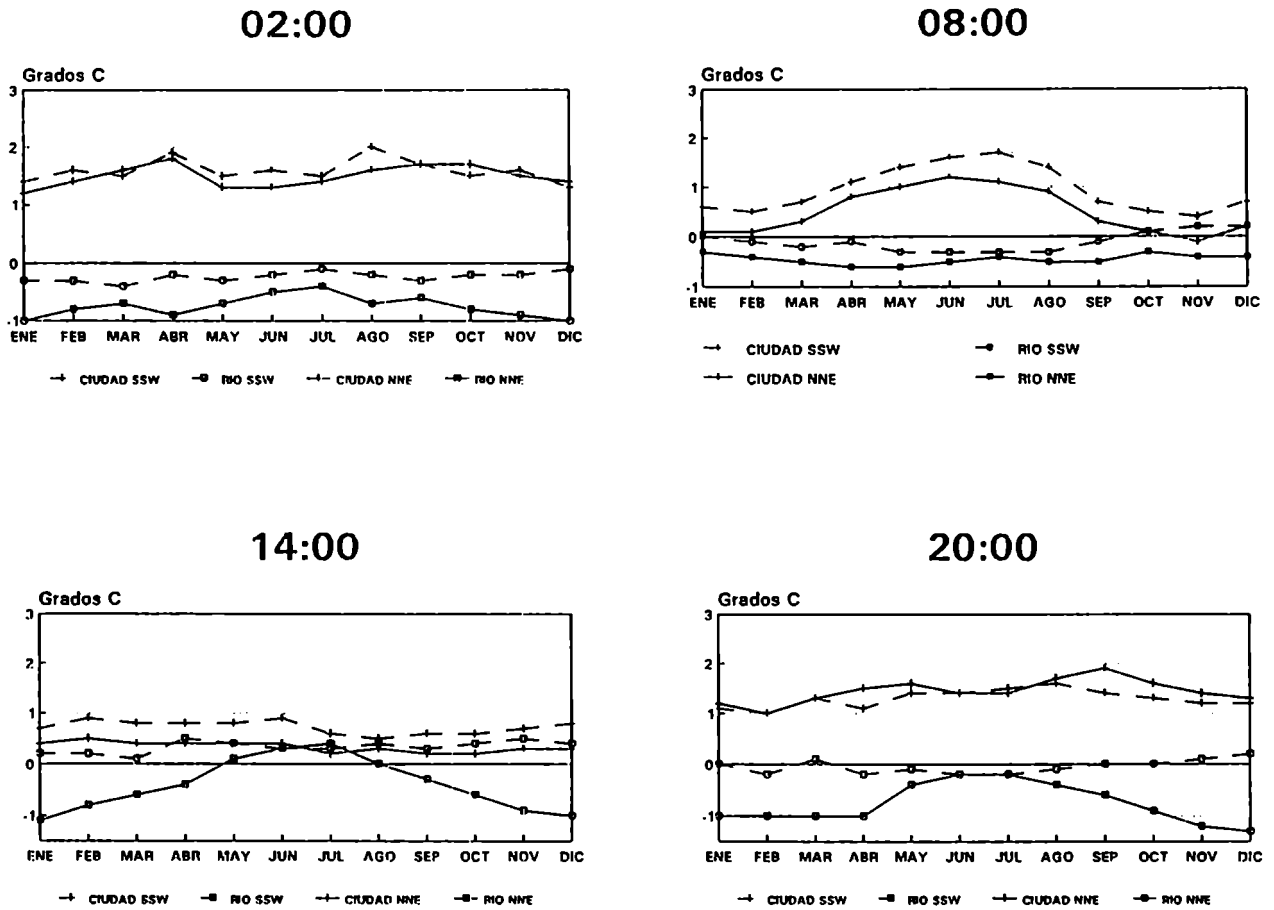 02:00
Grados C
3
2
1
0
-1
ENE FEB MAR ABR MAY JUN JUL AGO SEP OCT NOV DIC
CIUDAD SSW RIO SSW CIUDAD NNE RIO NNE
08:00
3
2
1
0
-1
ENE FEB MAR ABR MAY JUN JUL AGO SEP OCT NOV DIC
CIUDAD SSW RIO SSW
CIUDAD NNE RIO NNE
14:00
Grados C
3
2
1
0
-1
ENE FEB MAR ABR MAY JUN JUL AGO SEP OCT NOV DIC
CIUDAD SSW RIO SSW CIUDAD NNE RIO NNE
20:00
Grados C
3
2
1
0
-1
ENE FEB MAR ABR MAY JUN JUL AGO SEP OCT NOV DIC
CIUDAD SSW RIO SSW CIUDAD NNE RIO NNE